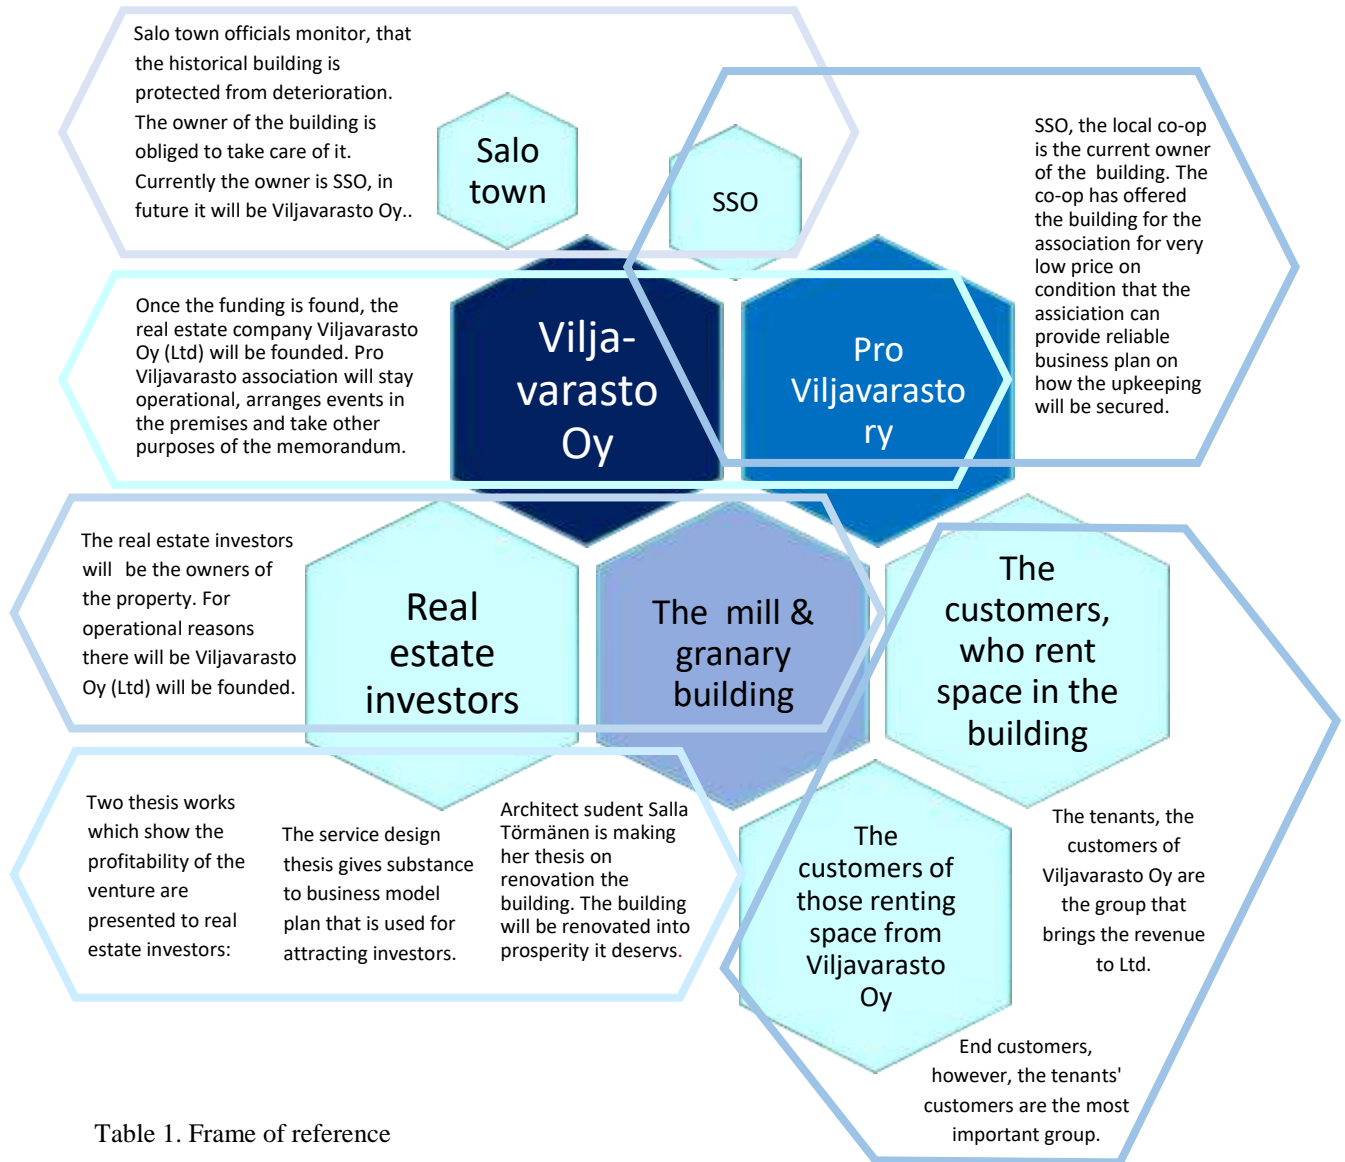 Salo town officials monitor, that
the historical building is
protected from deterioration.
The owner of the building is
obliged to take care of it.
Currently the owner is SSO, in
future it will be Viljavarasto Oy..
Salo
town
SSO
SSO, the local co-op
is the current owner
of the building. The
co-op has offered
the building for the
association for very
low price on
condition that the
assiciation can
provide reliable
business plan on
how the upkeeping
will be secured.
Once the funding is found, the
real estate company Viljavarasto
Oy (Ltd) will be founded. Pro
Viljavarasto association will stay
operational, arranges events in
the premises and take other
purposes of the memorandum.
Vilja-
varasto
Oy
Pro
Viljavarasto
ry
The real estate investors
will be the owners of
the property. For
operational reasons
there will be Viljavarasto
Oy (Ltd) will be founded.
Real
estate
investors
The mill &
granary
building
The
customers,
who rent
space in the
building
Two thesis works
which show the
profitability of the
venture are
presented to real
estate investors:
The service design
thesis gives substance
to business model
plan that is used for
attracting investors.
Architect sudent Salla
Törmänen is making
her thesis on
renovation the
building. The building
will be renovated into
prosperity it deservs.
The
customers of
those renting
space from
Viljavarasto
Oy
The tenants, the
customers of
Viljavarasto Oy are
the group that
brings the revenue
to Ltd.
End customers,
however, the tenants'
customers are the most
important group.
Table 1. Frame of reference